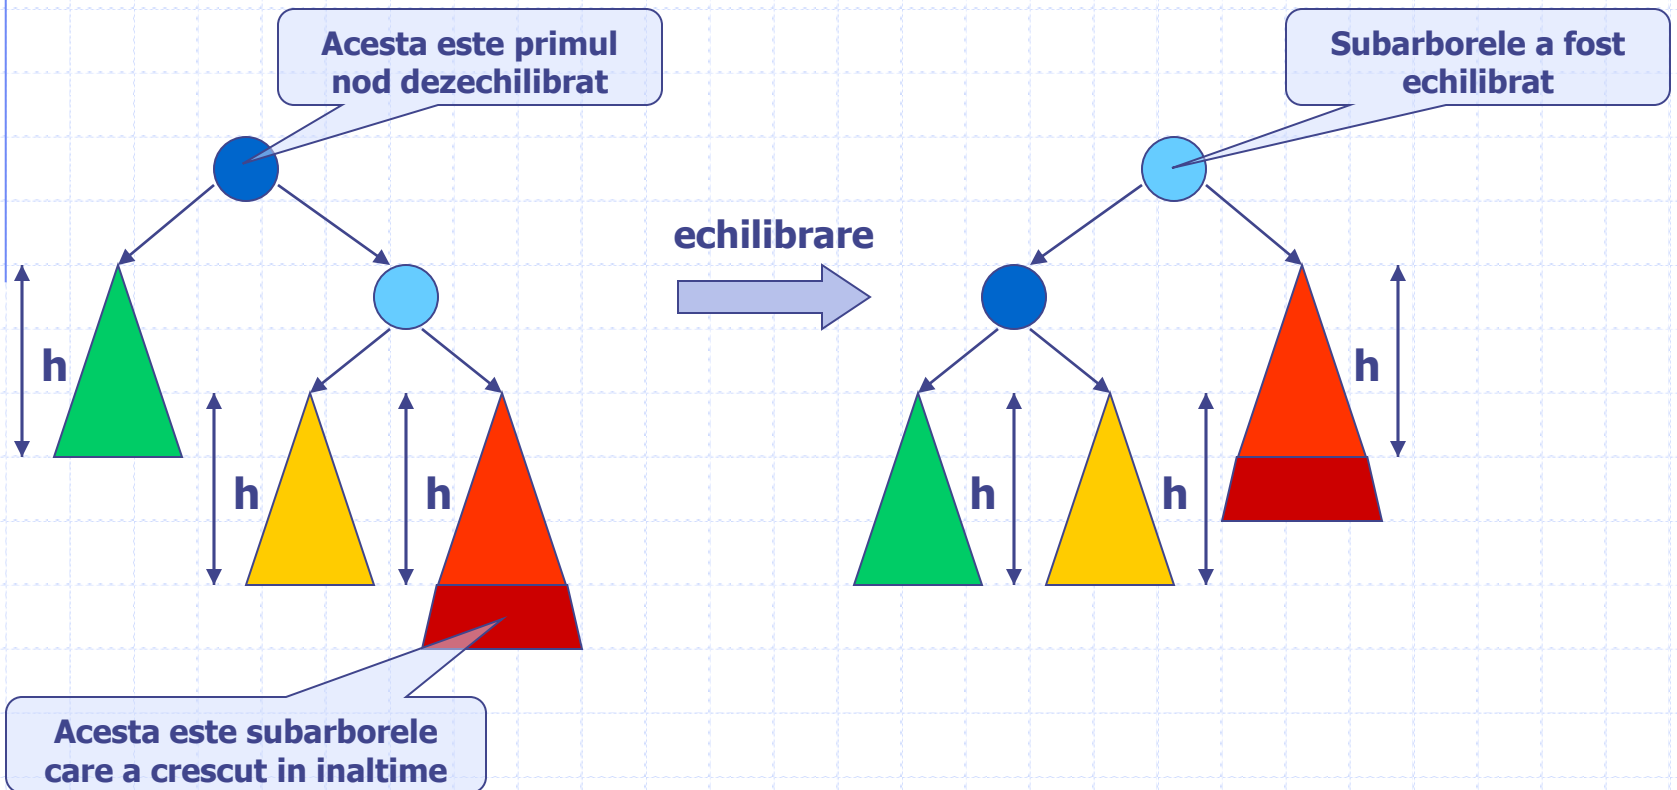 Acesta este primul
nod dezechilibrat
Subarborele a fost
echilibrat
echilibrare
h
h
h
h
h
h
Acesta este subarborele
care a crescut in inaltime